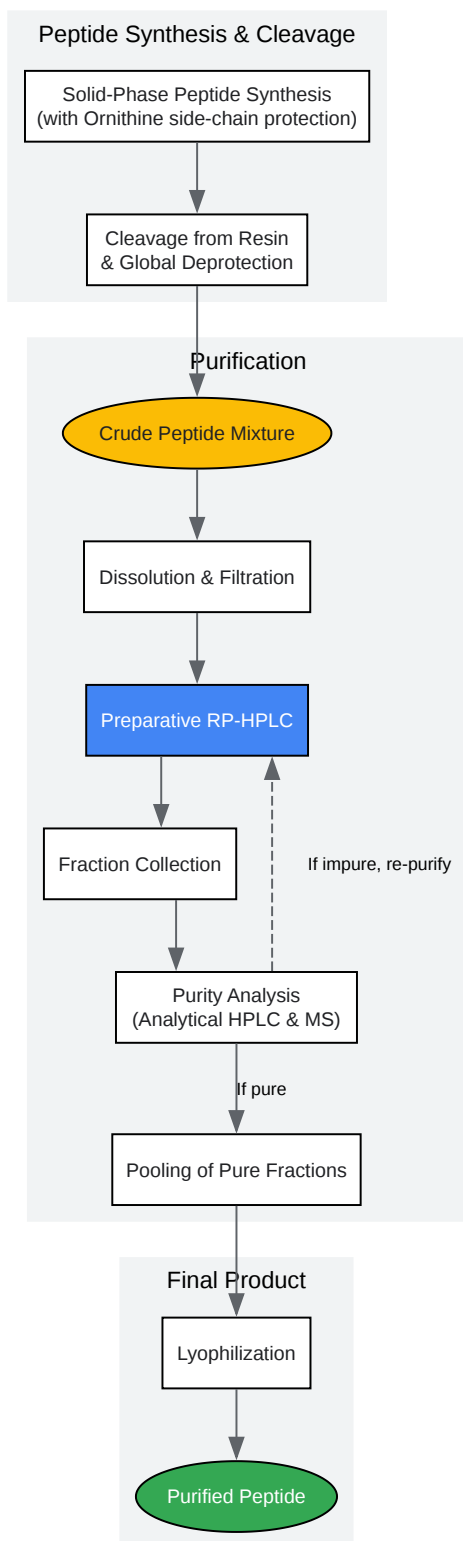 Peptide Synthesis & Cleavage
Solid-Phase Peptide Synthesis
(with Ornithine side-chain protection)
Cleavage from Resin
& Global Deprotection
Purification
Crude Peptide Mixture
Dissolution & Filtration
Preparative RP-HPLC
Fraction Collection
If impure, re-purify
Purity Analysis
(Analytical HPLC & MS)
If pure
Pooling of Pure Fractions
Final Product
Lyophilization
Purified Peptide